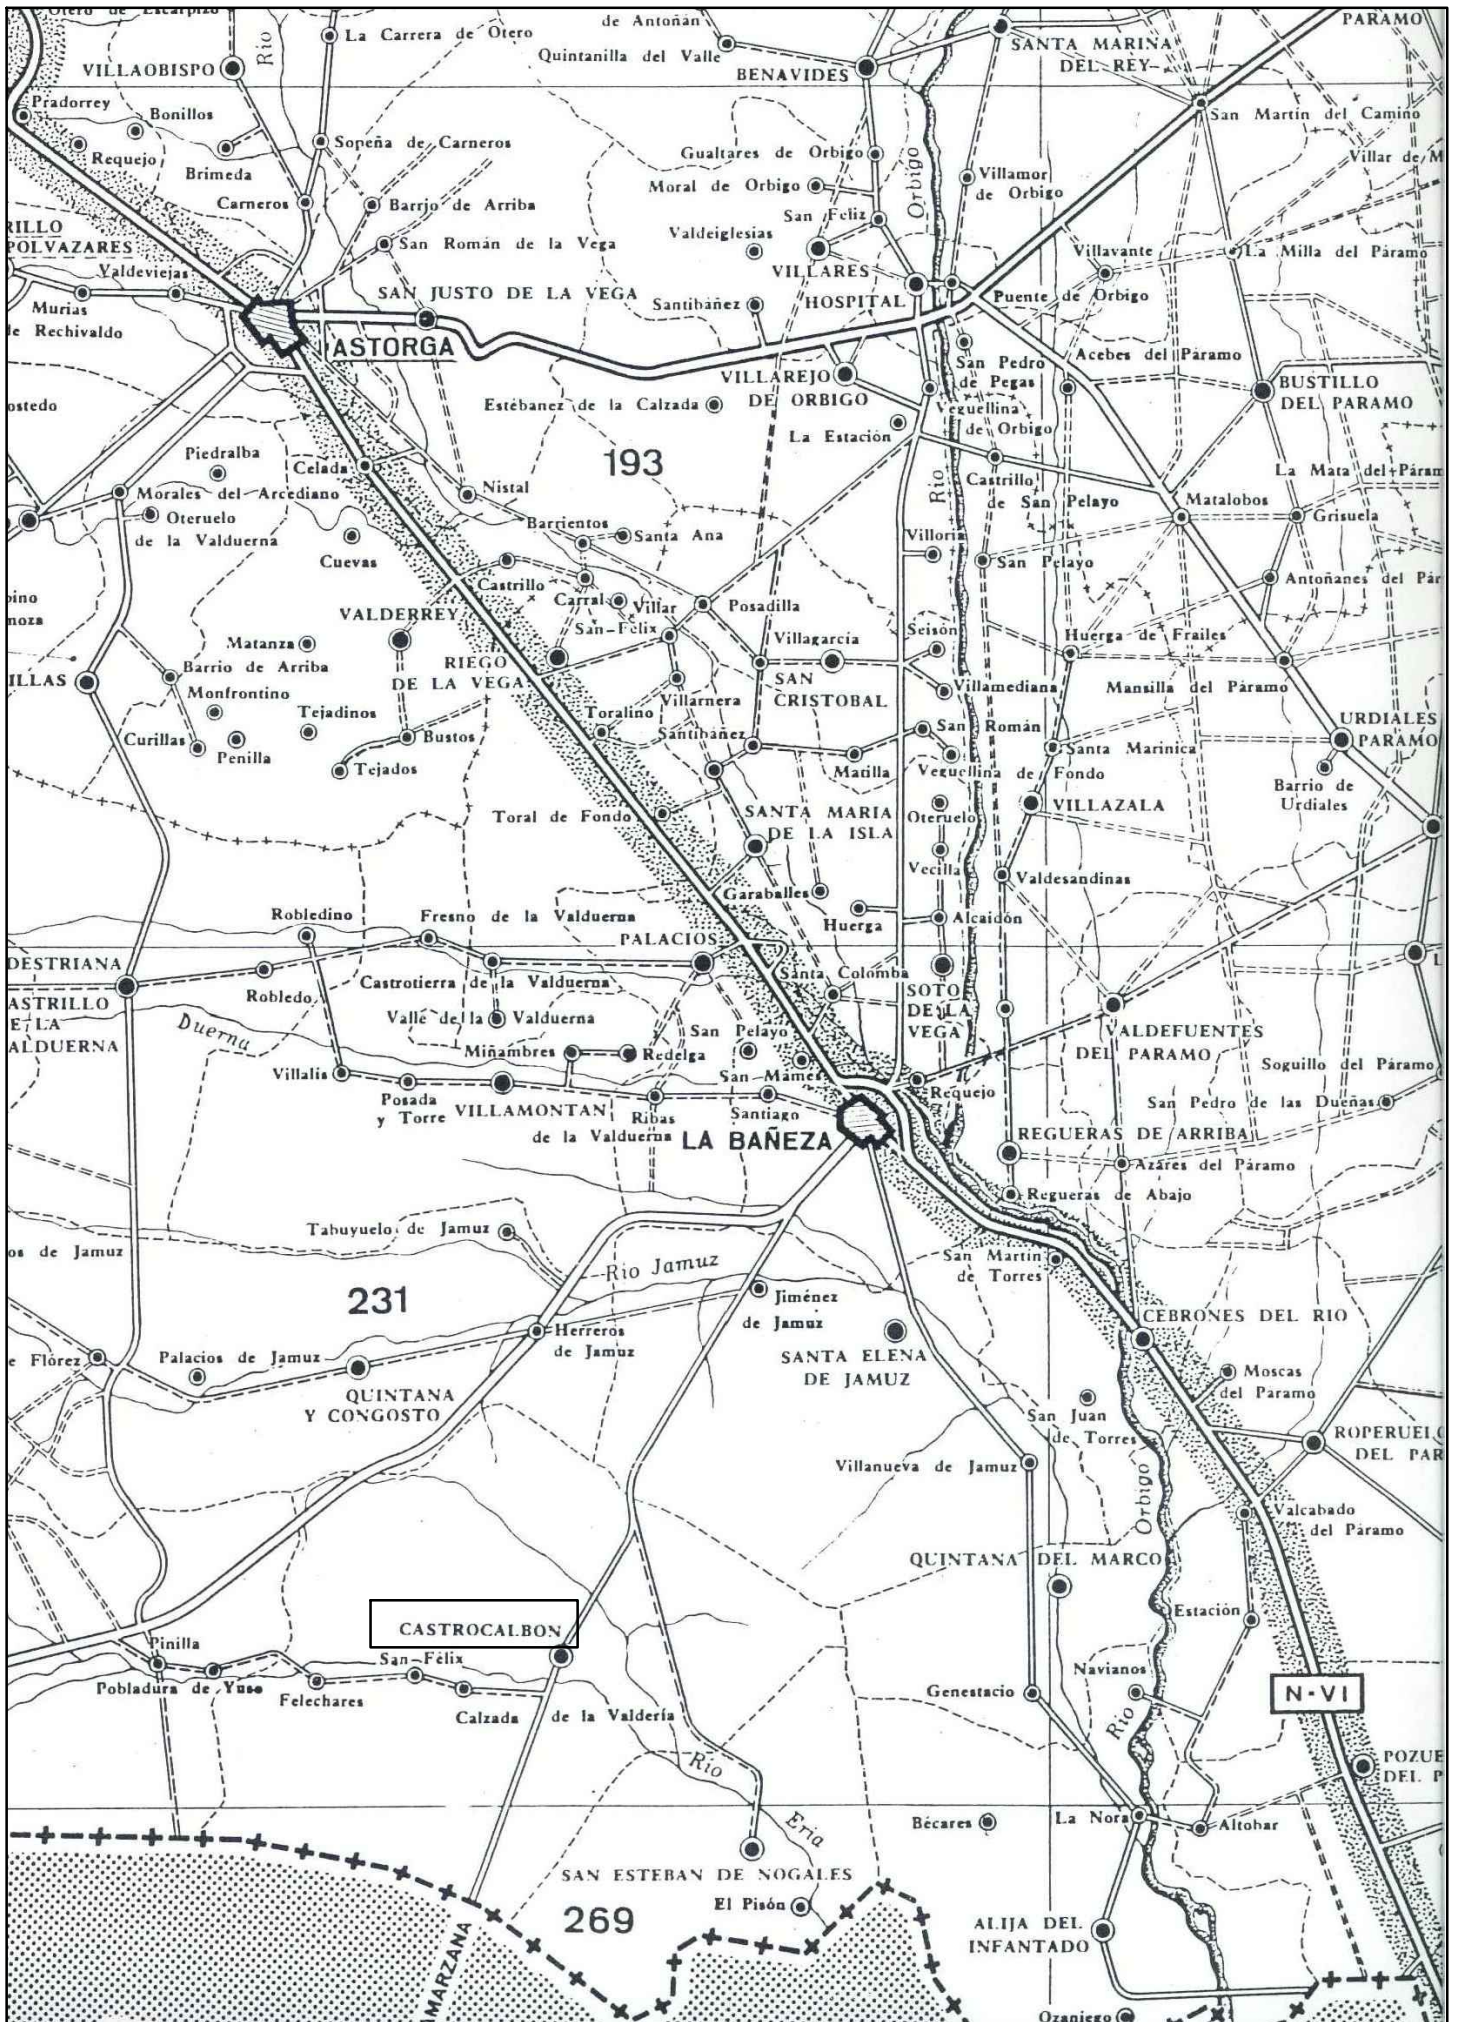 Otero de Escarpizo
Río
La Carrera de Otero
de Antoñán
Quintanilla del Valle
BENAVIDES
SANTA MARINA
DEL REY
PARAMO
VILLAOBISPO
Pradorrey
Bonillos
Requejo
Brimeda
Sopeña de Carneros
Carneros
Barrjo de Arriba
San Román de la Vega
Gualtares de Orbigo
Moral de Orbigo
San Feliz
Valdeiglesias
VILLARES
Orbigo
Villamor
de Orbigo
San Martín del Camino
Villar de M
Villavante
La Milla del Páramo
RILLO
POLVAZARES
Valdeviejas
Murias
de Rechivaldo
SAN JUSTO DE LA VEGA
Santibáñez
HOSPITAL
Puente de Orbigo
ASTORGA
VILLAREJO
DE ORBIGO
San Pedro
de Pegas
Acebes del Páramo
BUSTILLO
DEL PARAMO
ostedo
Estébanez de la Calzada
La Estación
Veguellina
de Orbigo
Piedralba
Celada
193
Río
Castrillo
de San Pelayo
La Mata del Páram
Morales del Arcediano
Oteruelo
de la Valduerna
Nistal
Matalobos
Grisuela
Cuevas
Barrientos
Santa Ana
Villoria
San Pelayo
Castrillo
Carral
Villar
San-Félix
Posadilla
Antoñanes del Pár
pino
moza
VALDERREY
Matanza
Barrio de Arriba
Monfrontino
RIEGO
DE LA VEGA
Villagarcía
SAN
CRISTOBAL
Seisón
Huerga de Frailes
ILLAS
Villarnera
Villamediana
Mansilla del Páramo
Tejadinos
Curillas
Penilla
Bustos
Tejados
Toralino
Santibáñez
San Román
Matilla
Veguellina de Fondo
Santa Marinica
URDIALES
PARAMO
Barrio de
Urdiales
Toral de Fondo
SANTA MARIA
DE LA ISLA
Oteruelo
VILLAZALA
Vecilla
Valdesandinas
Garaballes
Huerga
Alcaidón
Robledino
Fresno de la Valduerna
PALACIOS
DESTRIANA
Robledo
Castrotierra de la Valduerna
Santa Colomba
SOTO
DE LA
VEGA
L
ASTRILLO
E LA
ALDUERNA
Duerna
Valle de la Valduerna
San Pelayo
VALDEFUENTES
DEL PARAMO
Miñambres
Redelga
Villalís
San Mamés
Soguillo del Páramo
Posada
y Torre
VILLAMONTAN
Ribas
de la Valduerna
Santiago
Requejo
San Pedro de las Dueñas
LA BAÑEZA
REGUERAS DE ARRIBA
Azares del Páramo
Regueras de Abajo
Tabuyuelo de Jamuz
os de Jamuz
Río Jamuz
San Martín
de Torres
231
Jiménez
de Jamuz
CEBRONES DEL RIO
Herreros
de Jamuz
e Flórez
Palacios de Jamuz
SANTA ELENA
DE JAMUZ
Moscas
del Páramo
QUINTANA
Y CONGOSTO
San Juan
de Torres
ROPERUELO
DEL PAR
Villanueva de Jamuz
Orbigo
Valcabado
del Páramo
QUINTANA DEL MARCO
CASTROCALBON
Estación
Pinilla
San-Félix
Pobladura de Yuso
Felechares
Calzada de la Valdería
Genestacio
Navianos
Río
N-VI
Río
Eria
POZUE
DEL P
Bécares
La Nora
Altobar
SAN ESTEBAN DE NOGALES
El Pisón
269
ALIJA DEL
INFANTADO
AMARZANA
Ozaniego